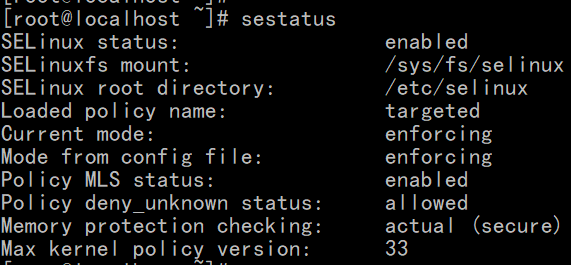 [root@localhost ~]#
[root@localhost ~]# sestatus
SELinux status:                 enabled
SELinuxfs mount:                /sys/fs/selinux
SELinux root directory:         /etc/selinux
Loaded policy name:             targeted
Current mode:                   enforcing
Mode from config file:          enforcing
Policy MLS status:              enabled
Policy deny_unknown status:     allowed
Memory protection checking:     actual (secure)
Max kernel policy version:      33